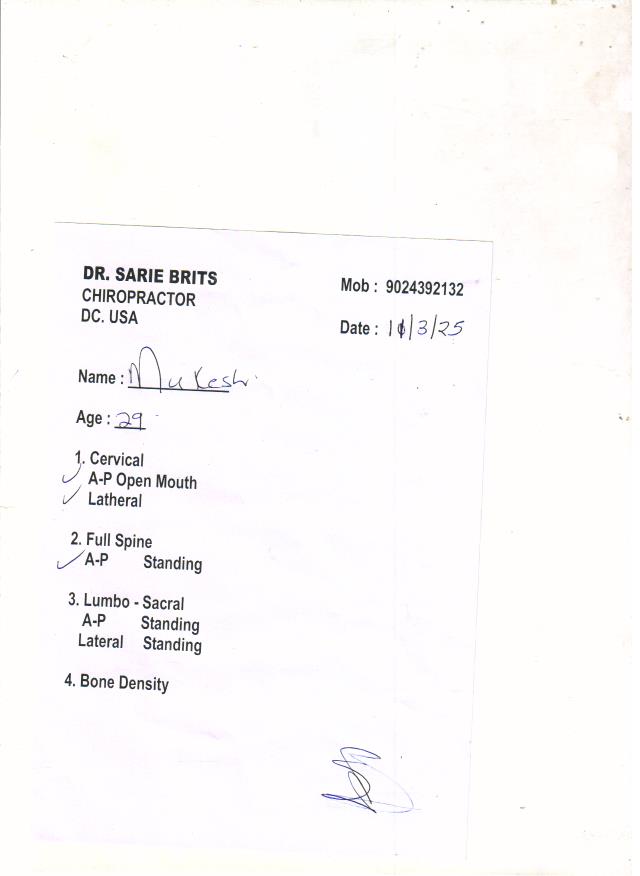 DR. SARIE BRITS
CHIROPRACTOR
DC. USA
Mob : 9024392132
Date : 11/3/25
Name : Mukesh
Age : 29
1. Cervical
✓ A-P Open Mouth
✓ Latheral
2. Full Spine
✓ A-P Standing
3. Lumbo - Sacral
A-P Standing
Lateral Standing
4. Bone Density